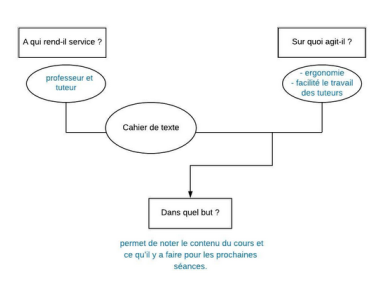 A qui rend-il service ?
Sur quoi agit-il ?
professeur et
tuteur
- ergonomie
- facilité le travail
des tuteurs
Cahier de texte
Dans quel but ?
permet de noter le contenu du cours et
ce qu'il y a faire pour les prochaines
séances.